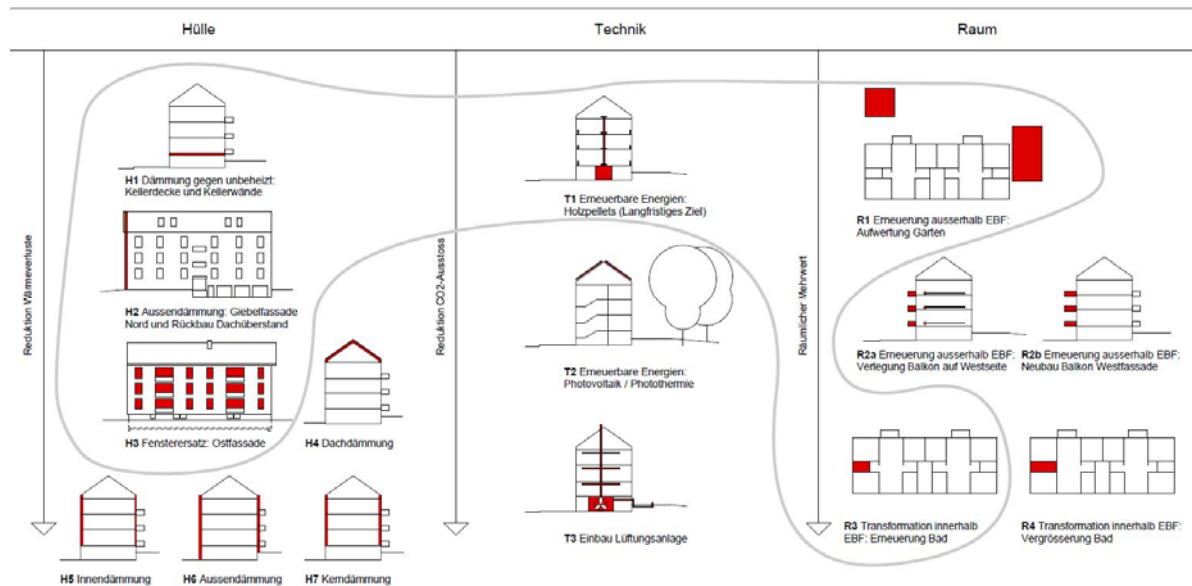 Hülle
Technik
Raum
Reduktion Wärmeverluste
H1 Dämmung gegen unbeheizt:
Kellerdecke und Kellerwände
H2 Aussendämmung: Giebelfassade
Nord und Rückbau Dachüberstand
H3 Fensterersatz: Ostfassade
H4 Dachdämmung
H5 Innendämmung
H6 Aussendämmung
H7 Kerndämmung
Reduktion CO2-Ausstoss
T1 Erneuerbare Energien:
Holzpellets (Langfristiges Ziel)
T2 Erneuerbare Energien:
Photovoltaik / Photothermie
T3 Einbau Lüftungsanlage
Räumlicher Mehrwert
R1 Erneuerung ausserhalb EBF:
Aufwertung Garten
R2a Erneuerung ausserhalb EBF:
Verlegung Balkon auf Westseite
R2b Erneuerung ausserhalb EBF:
Neubau Balkon Westfassade
R3 Transformation innerhalb
EBF: Erneuerung Bad
R4 Transformation innerhalb EBF:
Vergrösserung Bad